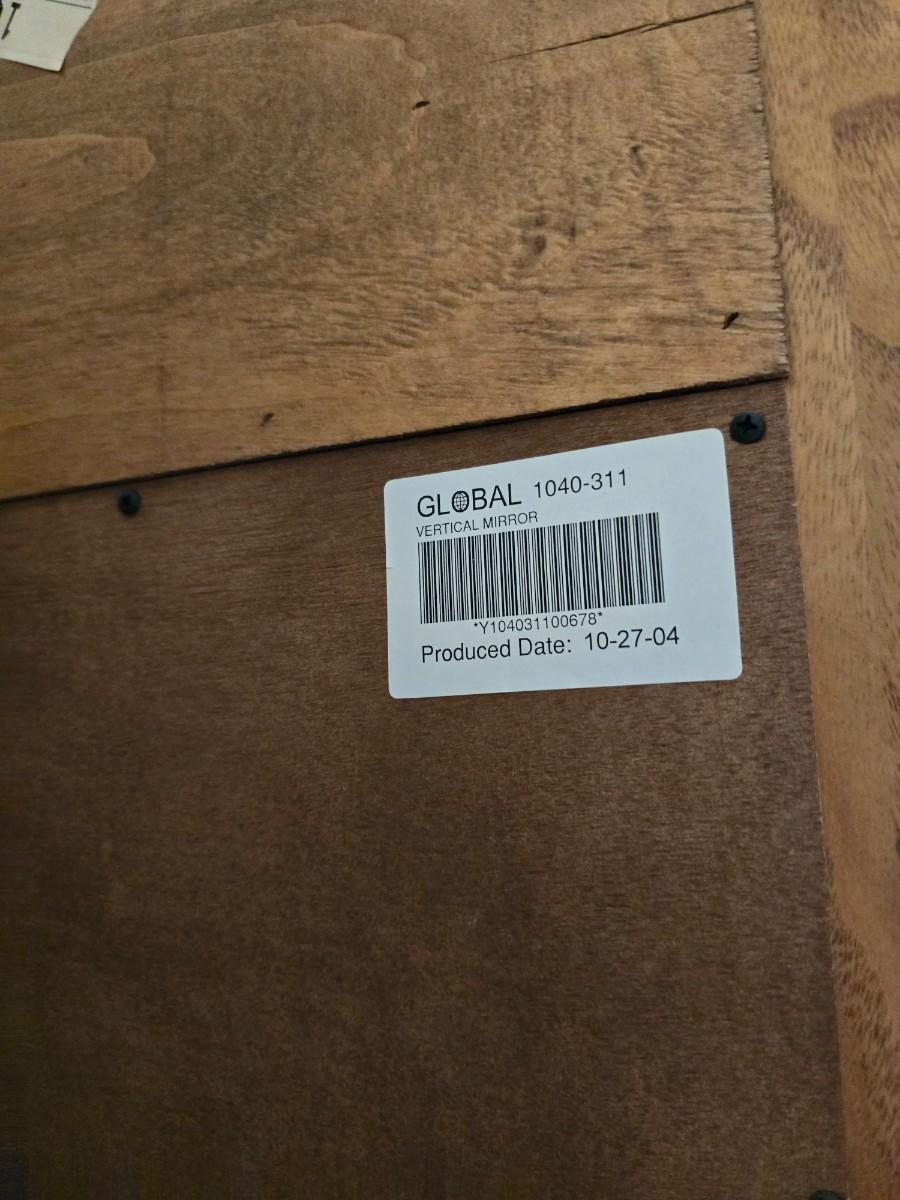 GLOBAL 1040-311
VERTICAL MIRROR
*Y104031100678*
Produced Date: 10-27-04